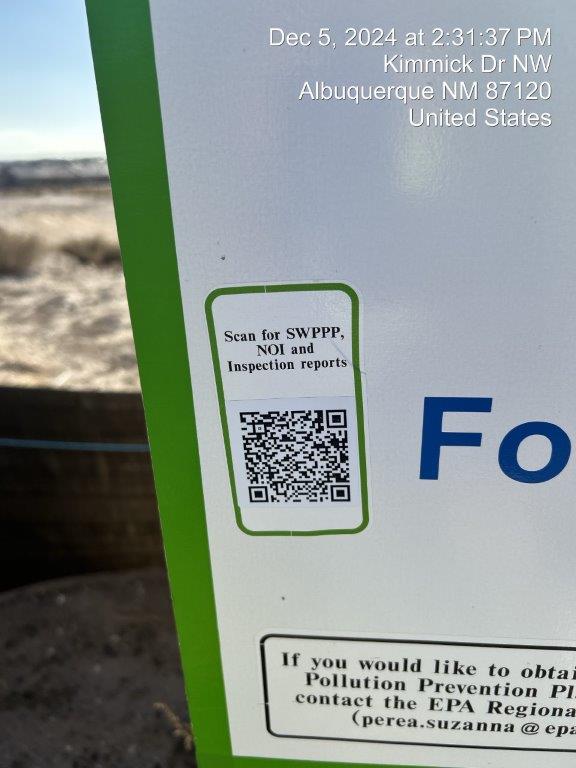 Dec 5, 2024 at 2:31:37 PM
Kimmick Dr NW
Albuquerque NM 87120
United States
Scan for SWPPP,
NOI and
Inspection reports
Fo
If you would like to obtai
Pollution Prevention Pl
contact the EPA Regiona
(perea.suzanna@epa